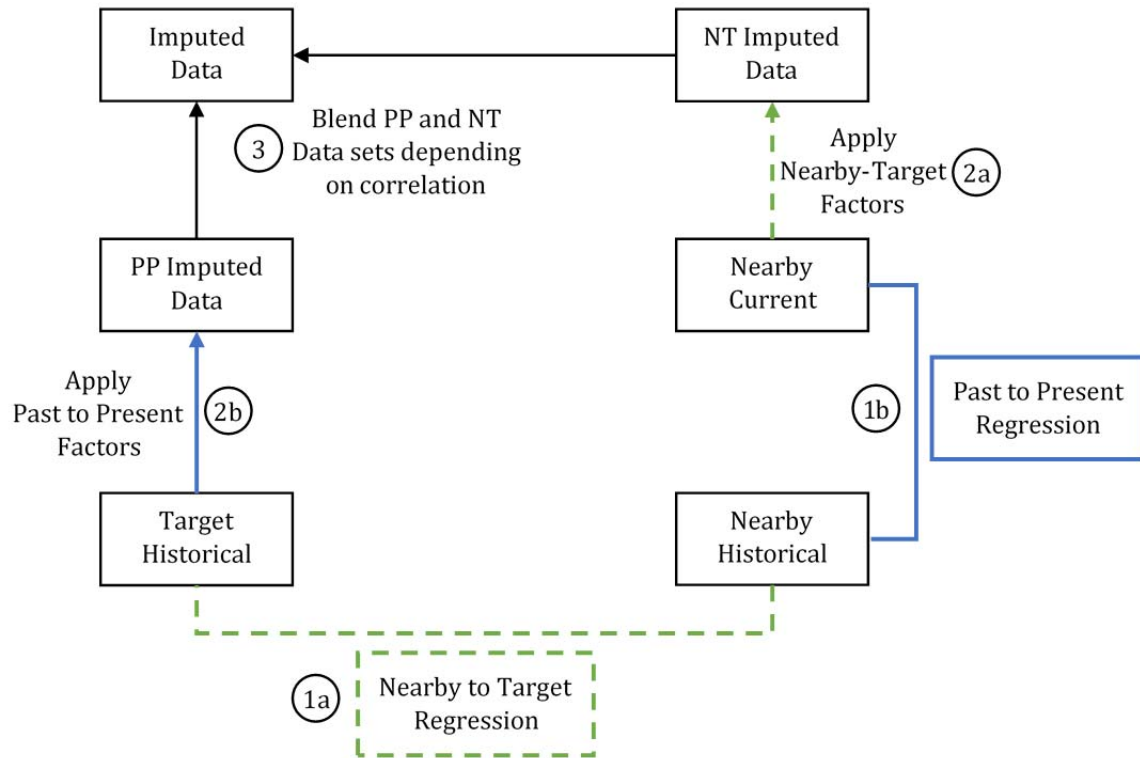 Imputed
Data
NT Imputed
Data
3
Blend PP and NT
Data sets depending
on correlation
Apply
Nearby-Target
Factors
2a
PP Imputed
Data
Nearby
Current
Apply
Past to Present
Factors
2b
1b
Past to Present
Regression
Target
Historical
Nearby
Historical
1a
Nearby to Target
Regression